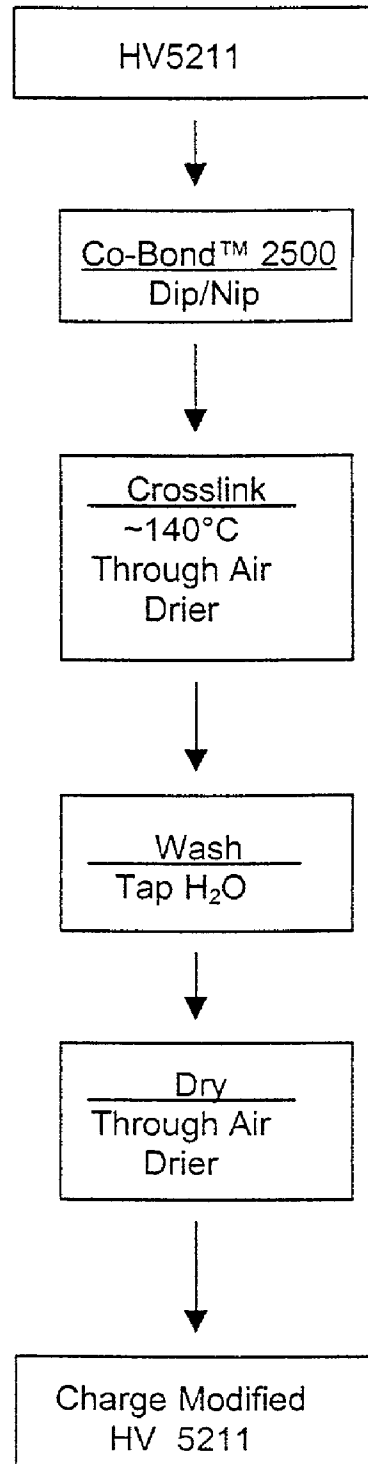 HV5211
Co-Bond™ 2500
Dip/Nip
Crosslink
~140°C
Through Air
Drier
Wash
Tap H₂O
Dry
Through Air
Drier
Charge Modified
HV 5211